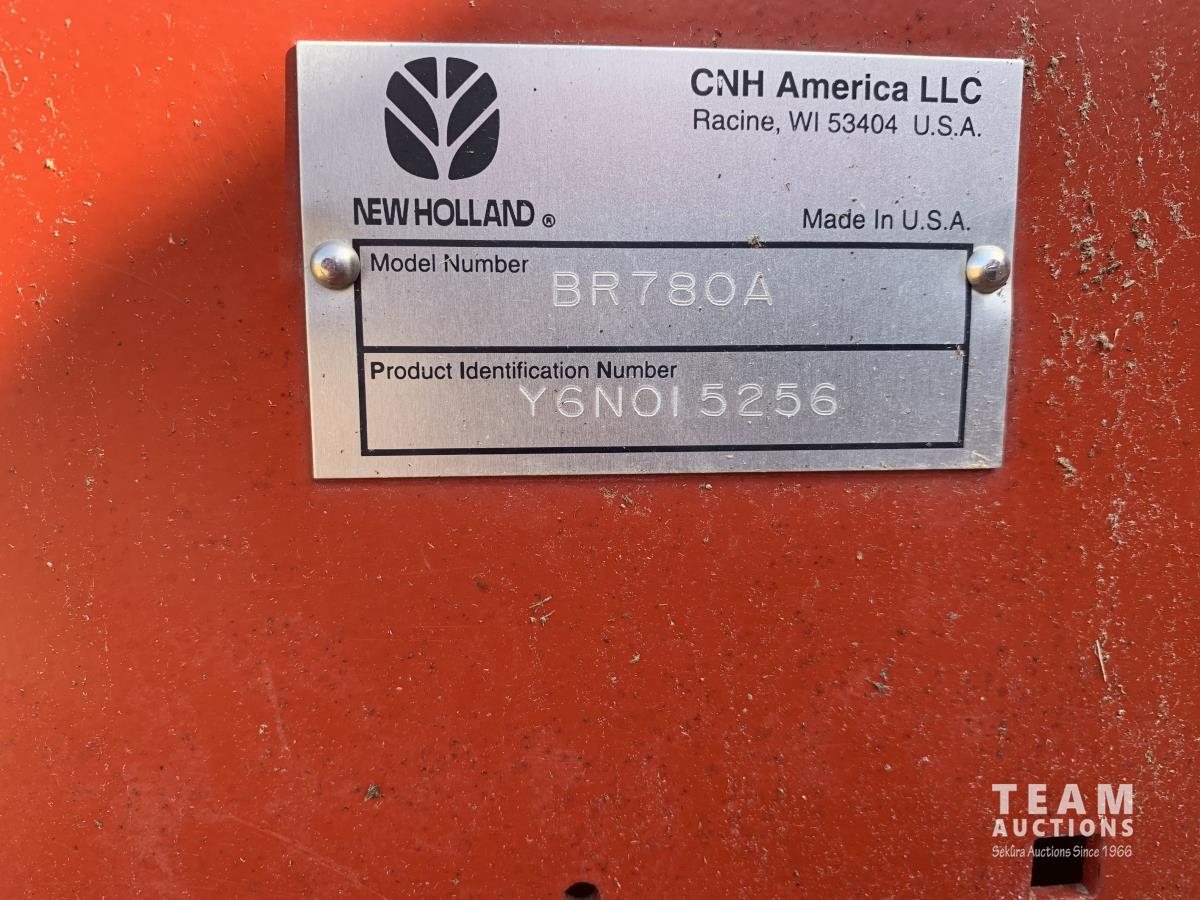 CNH America LLC
Racine, WI 53404 U.S.A.
NEW HOLLAND ®
Made In U.S.A.
Model Number
BR780A
Product Identification Number
Y6N015256
TEAM
AUCTIONS
Sekūra Auctions Since 1966